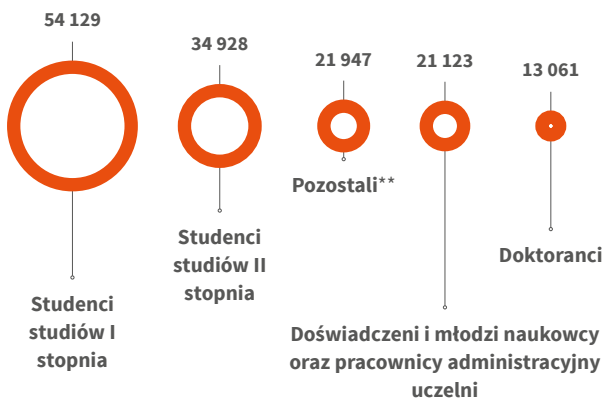 54 129
34 928
21 947
21 123
13 061
Pozostali**
Studenci
studiów II
stopnia
Doktoranci
Studenci
studiów I
stopnia
Doświadczeni i młodzi naukowcy
oraz pracownicy administracyjny
uczelni